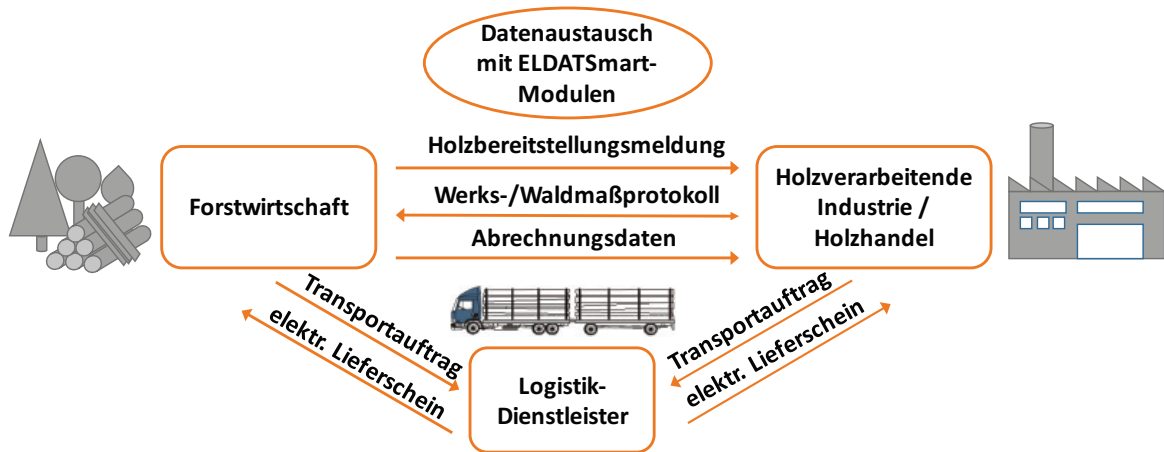 Datenaustausch
mit ELDATSmart-
Modulen
Holzbereitstellungsmeldung
Forstwirtschaft
Werks-/Waldmaßprotokoll
Holzverarbeitende
Industrie /
Holzhandel
Abrechnungsdaten
Transportauftrag
elektr. Lieferschein
Transportauftrag
elektr. Lieferschein
Logistik-
Dienstleister